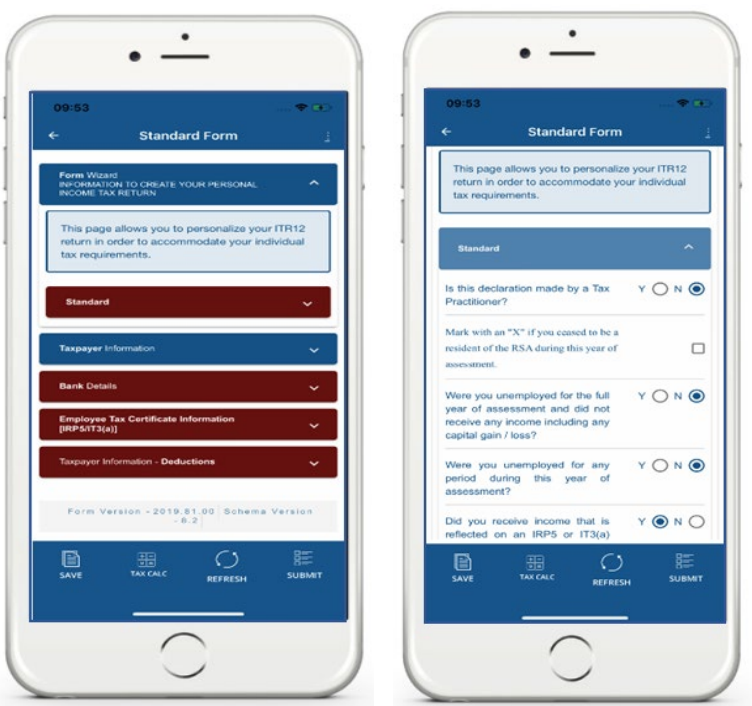 09:53
Standard Form
Form Wizard
INFORMATION TO CREATE YOUR PERSONAL
INCOME TAX RETURN
This page allows you to personalize your ITR12
return in order to accommodate your individual
tax requirements.
Standard
Taxpayer Information
Bank Details
Employee Tax Certificate Information
[IRP5/IT3(a)]
Taxpayer Information - Deductions
Form Version - 2019.81.00 Schema Version
- 6.2
SAVE
TAX CALC
REFRESH
SUBMIT
09:53
Standard Form
This page allows you to personalize your ITR12
return in order to accommodate your individual
tax requirements.
Standard
Is this declaration made by a Tax Y N
Practitioner?
Mark with an "X" if you ceased to be a
resident of the RSA during this year of
assessment.
Were you unemployed for the full Y N
year of assessment and did not
receive any income including any
capital gain / loss?
Were you unemployed for any Y N
period during this year of
assessment?
Did you receive income that is Y N
reflected on an IRP5 or IT3(a)
SAVE
TAX CALC
REFRESH
SUBMIT